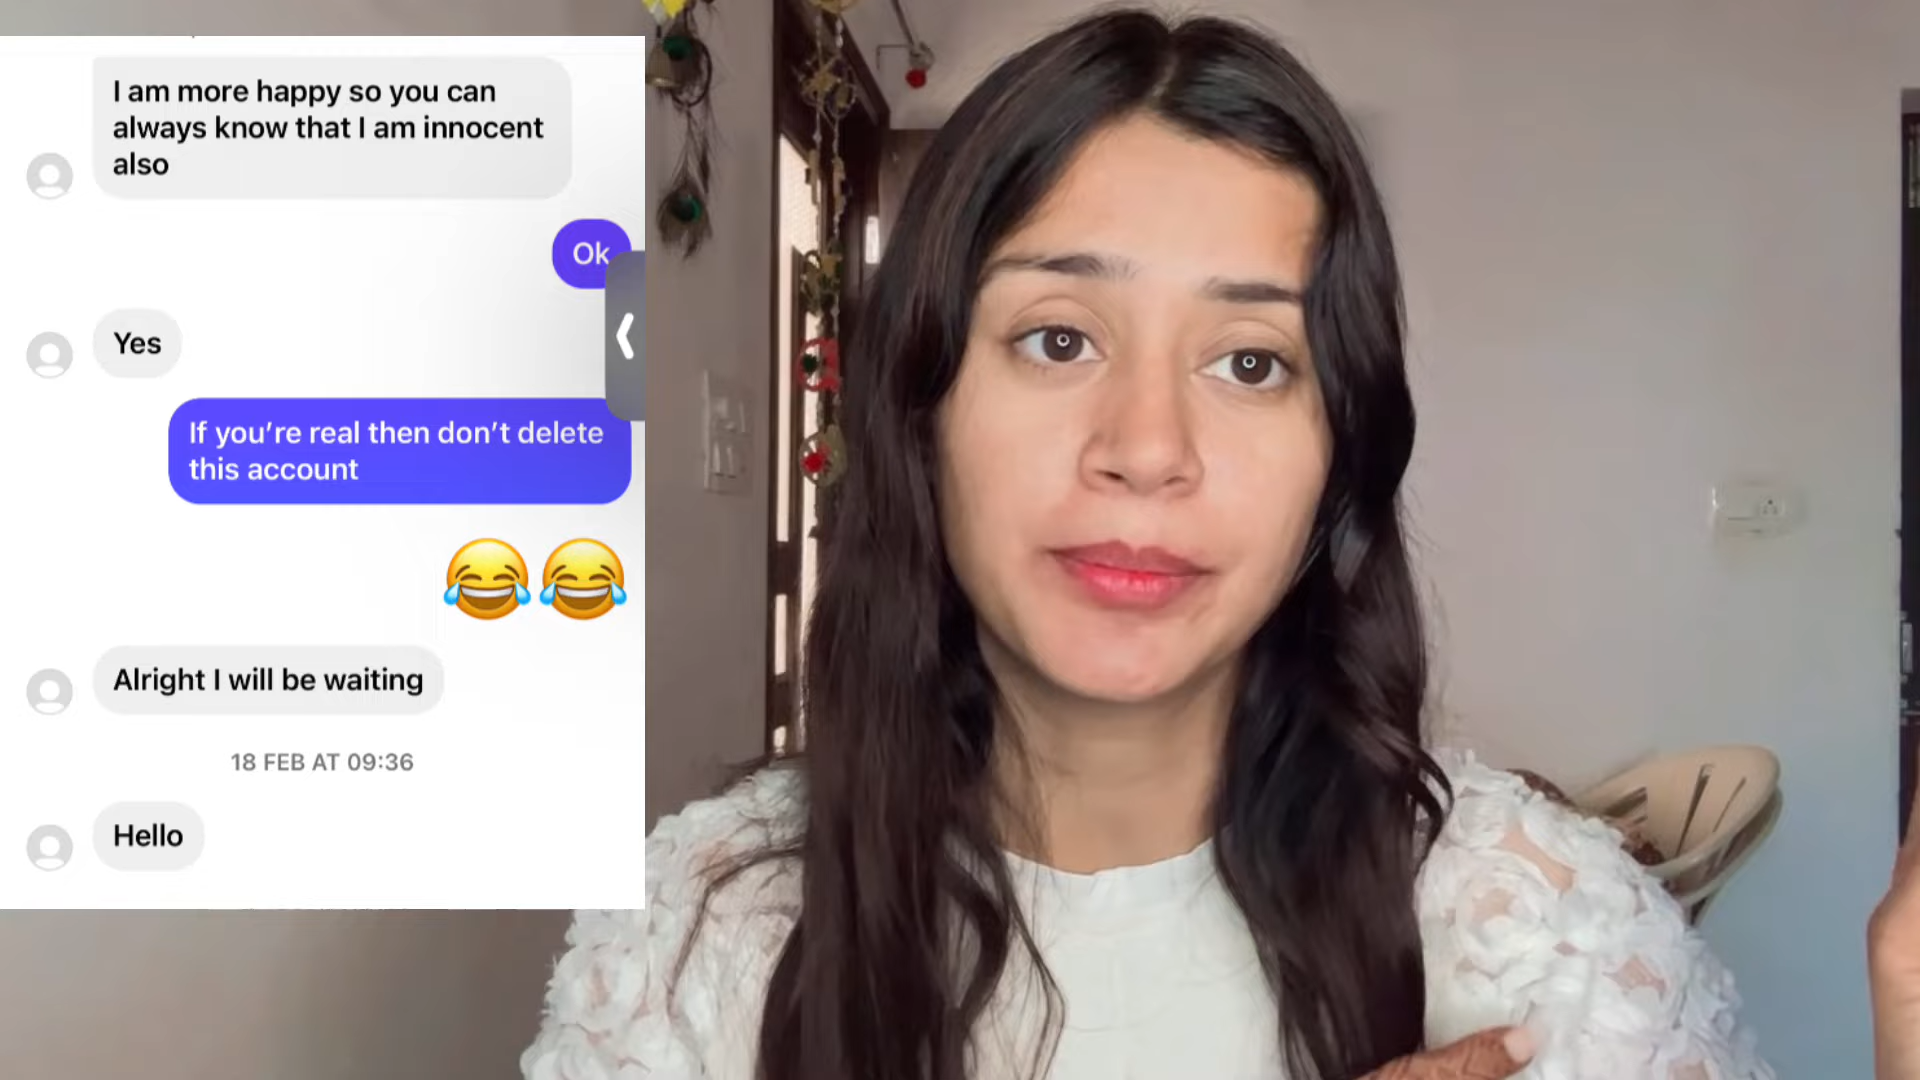 I am more happy so you can
always know that I am innocent
also
Ok
Yes
If you’re real then don’t delete
this account
😂😂
Alright I will be waiting
18 FEB AT 09:36
Hello